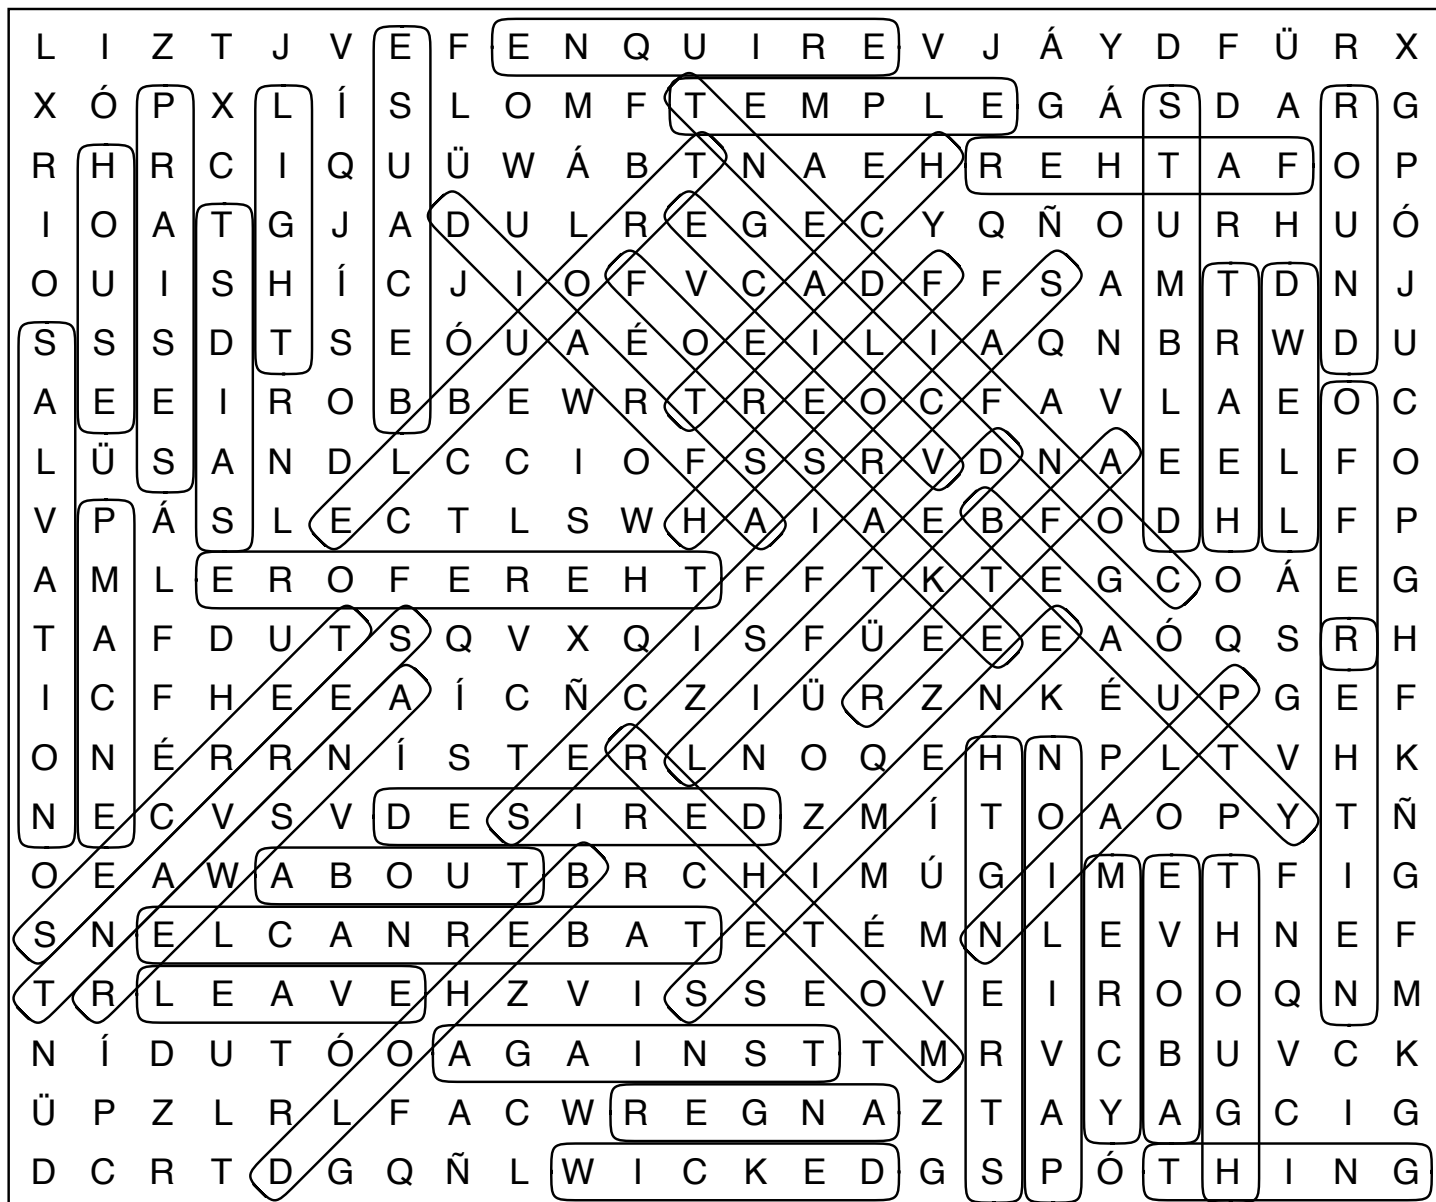 L I Z T J V E F E N Q U I R E V J Á Y D F Ü R X
X Ó P X L Í S L O M F T E M P L E G Á S D A R G
R H R C I Q U Ü W Á B T N A E H R E H T A F O P
I O A T G J A D U L R E G E C Y Q Ñ O U R H U Ó
O U I S H Í C J I O F V C A D F F S A M T D N J
S S S D T S E Ó U A É O E I L I A Q N B R W D U
A E E I R O B B E W R T R E O C F A V L A E O C
L Ü S A N D L C C I O F S S R V D N A E E L F O
V P Á S L E C T L S W H A I A E B F O D H L F P
A M L E R O F E R E H T F F T K T E G C O Á E G
T A F D U T S Q V X Q I S F Ü E E E A Ó Q S R H
I C F H E E A Í C Ñ C Z I Ü R Z N K É U P G E F
O N É R R N Í S T E R L N O Q E H N P L T V H K
N E C V S V D E S I R E D Z M Í T O A O P Y T Ñ
O E A W A B O U T B R C H I M Ú G I M E T F I G
S N E L C A N R E B A T E T É M N L E V H N E F
T R L E A V E H Z V I S S E O V E I R O O Q N M
N Í D U T Ó O A G A I N S T T M R V C B U V C K
Ü P Z L R L F A C W R E G N A Z T A Y A G C I G
D C R T D G Q Ñ L W I C K E D G S P Ó T H I N G